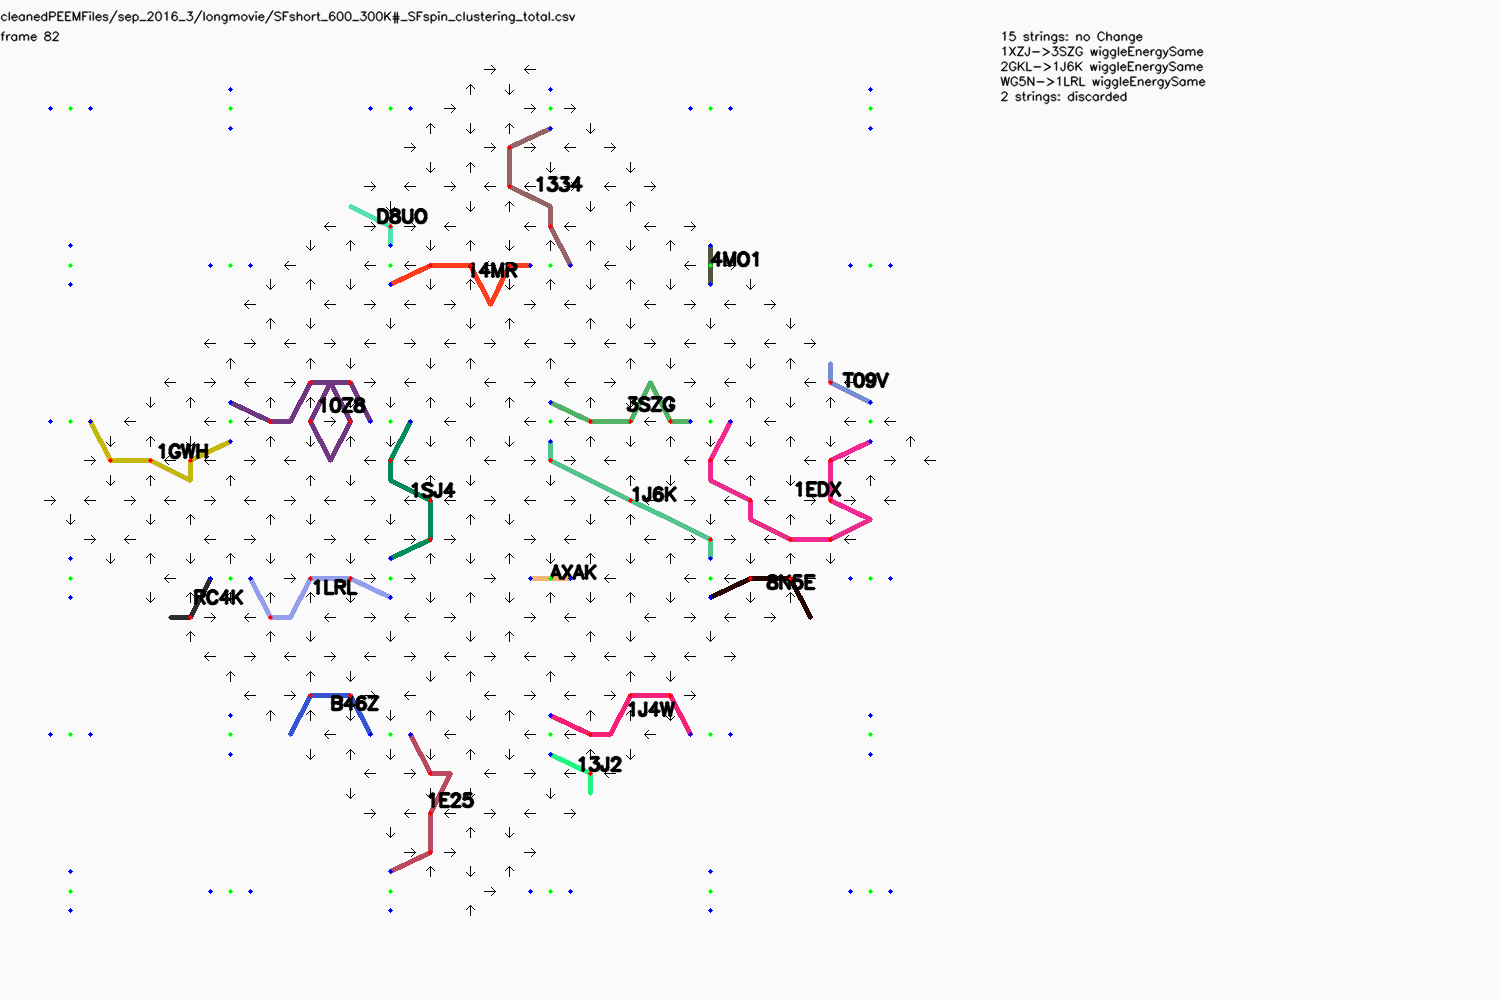 cleanedPEEMFiles/sep_2016_3/longmovie/SFshort_600_300K#_SFspin_clustering_total.csv
frame 82
15 strings: no Change
1XZJ->3SZG wiggleEnergySame
2GKL->1J6K wiggleEnergySame
WG5N->1LRL wiggleEnergySame
2 strings: discarded
1334
D8U0
4MO1
14MR
T09V
10Z8
3SZG
1GWH
1SJ4
1J6K
1EDX
AXAK
8N5E
1LRL
RC4K
B46Z
1J4W
13J2
1E25